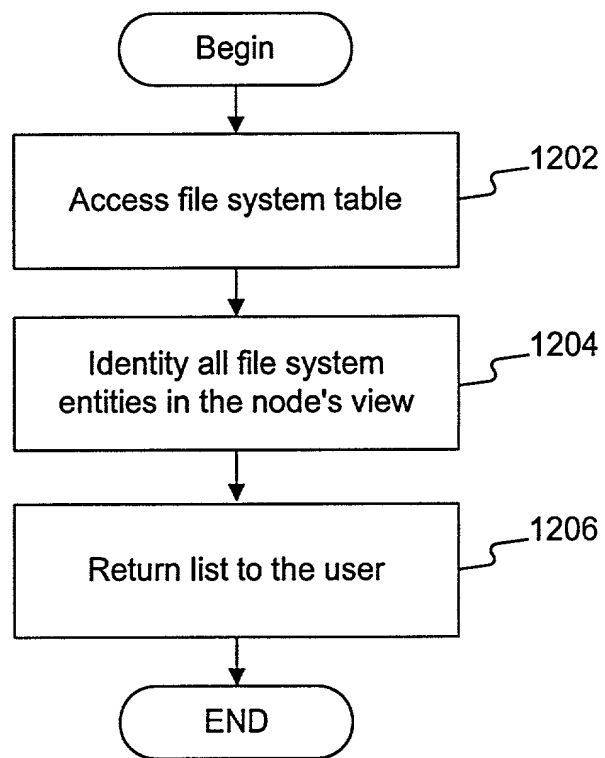 Begin
Access file system table
1202
Identity all file system
entities in the node's view
1204
Return list to the user
1206
END